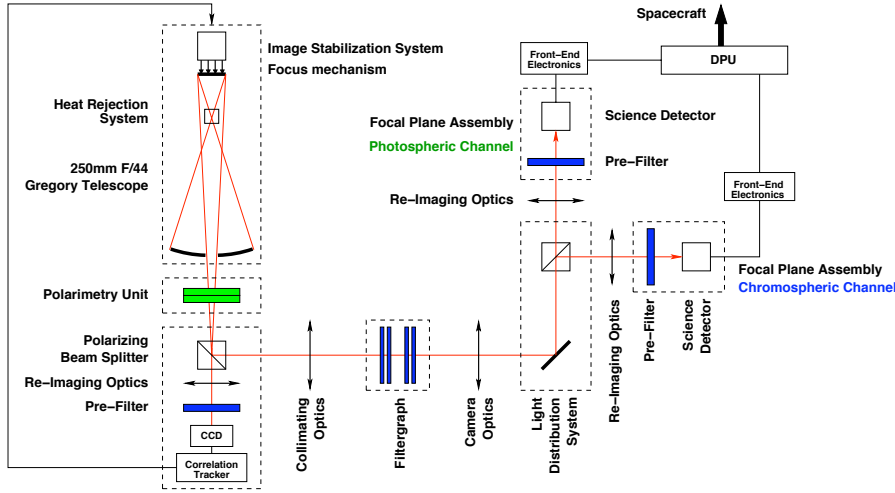 Spacecraft
Image Stabilization System
Focus mechanism
Front−End
Electronics
DPU
Heat Rejection
System
Focal Plane Assembly
Photospheric Channel
Science Detector
250mm F/44
Gregory Telescope
Pre−Filter
Re−Imaging Optics
Front−End
Electronics
Focal Plane Assembly
Chromospheric Channel
Polarimetry Unit
Polarizing
Beam Splitter
Re−Imaging Optics
Pre−Filter
CCD
Correlation
Tracker
Collimating
Optics
Filtergraph
Camera
Optics
Light
Distribution
System
Re−Imaging Optics
Pre−Filter
Science
Detector